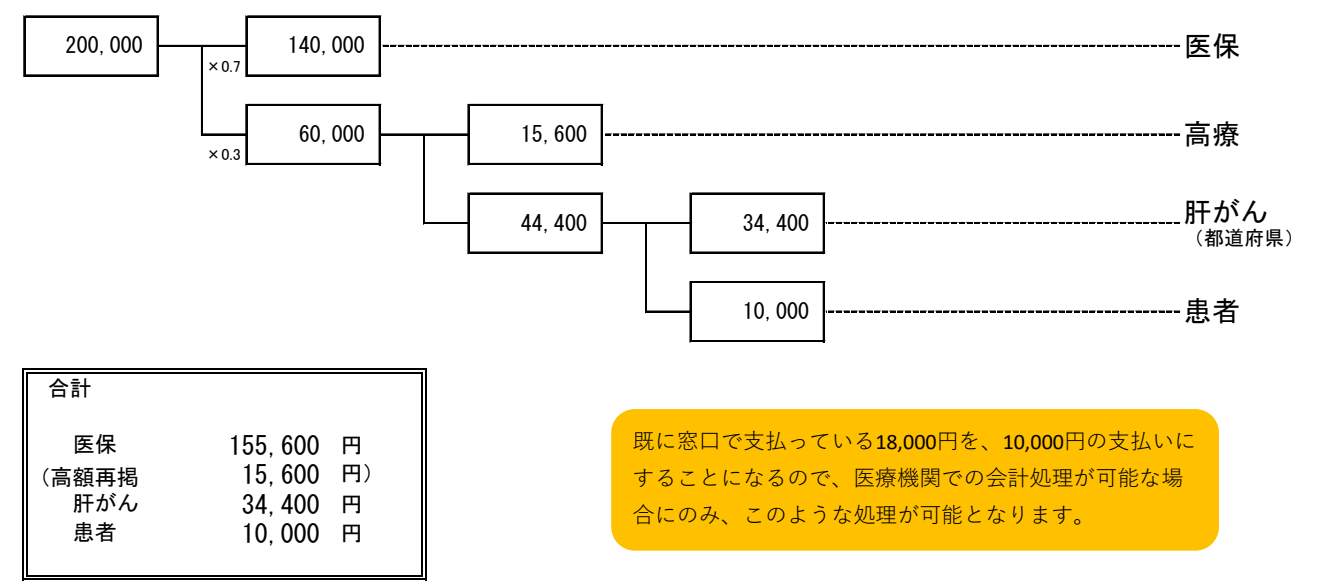 200,000 140,000 医保
×0.7
60,000 15,600 高療
×0.3
44,400 34,400 肝がん
（都道府県）
10,000 患者
合計
医保 155,600 円
（高額再掲 15,600 円）
肝がん 34,400 円
患者 10,000 円
既に窓口で支払っている18,000円を、10,000円の支払いに
することになるので、医療機関での会計処理が可能な場
合にのみ、このような処理が可能となります。